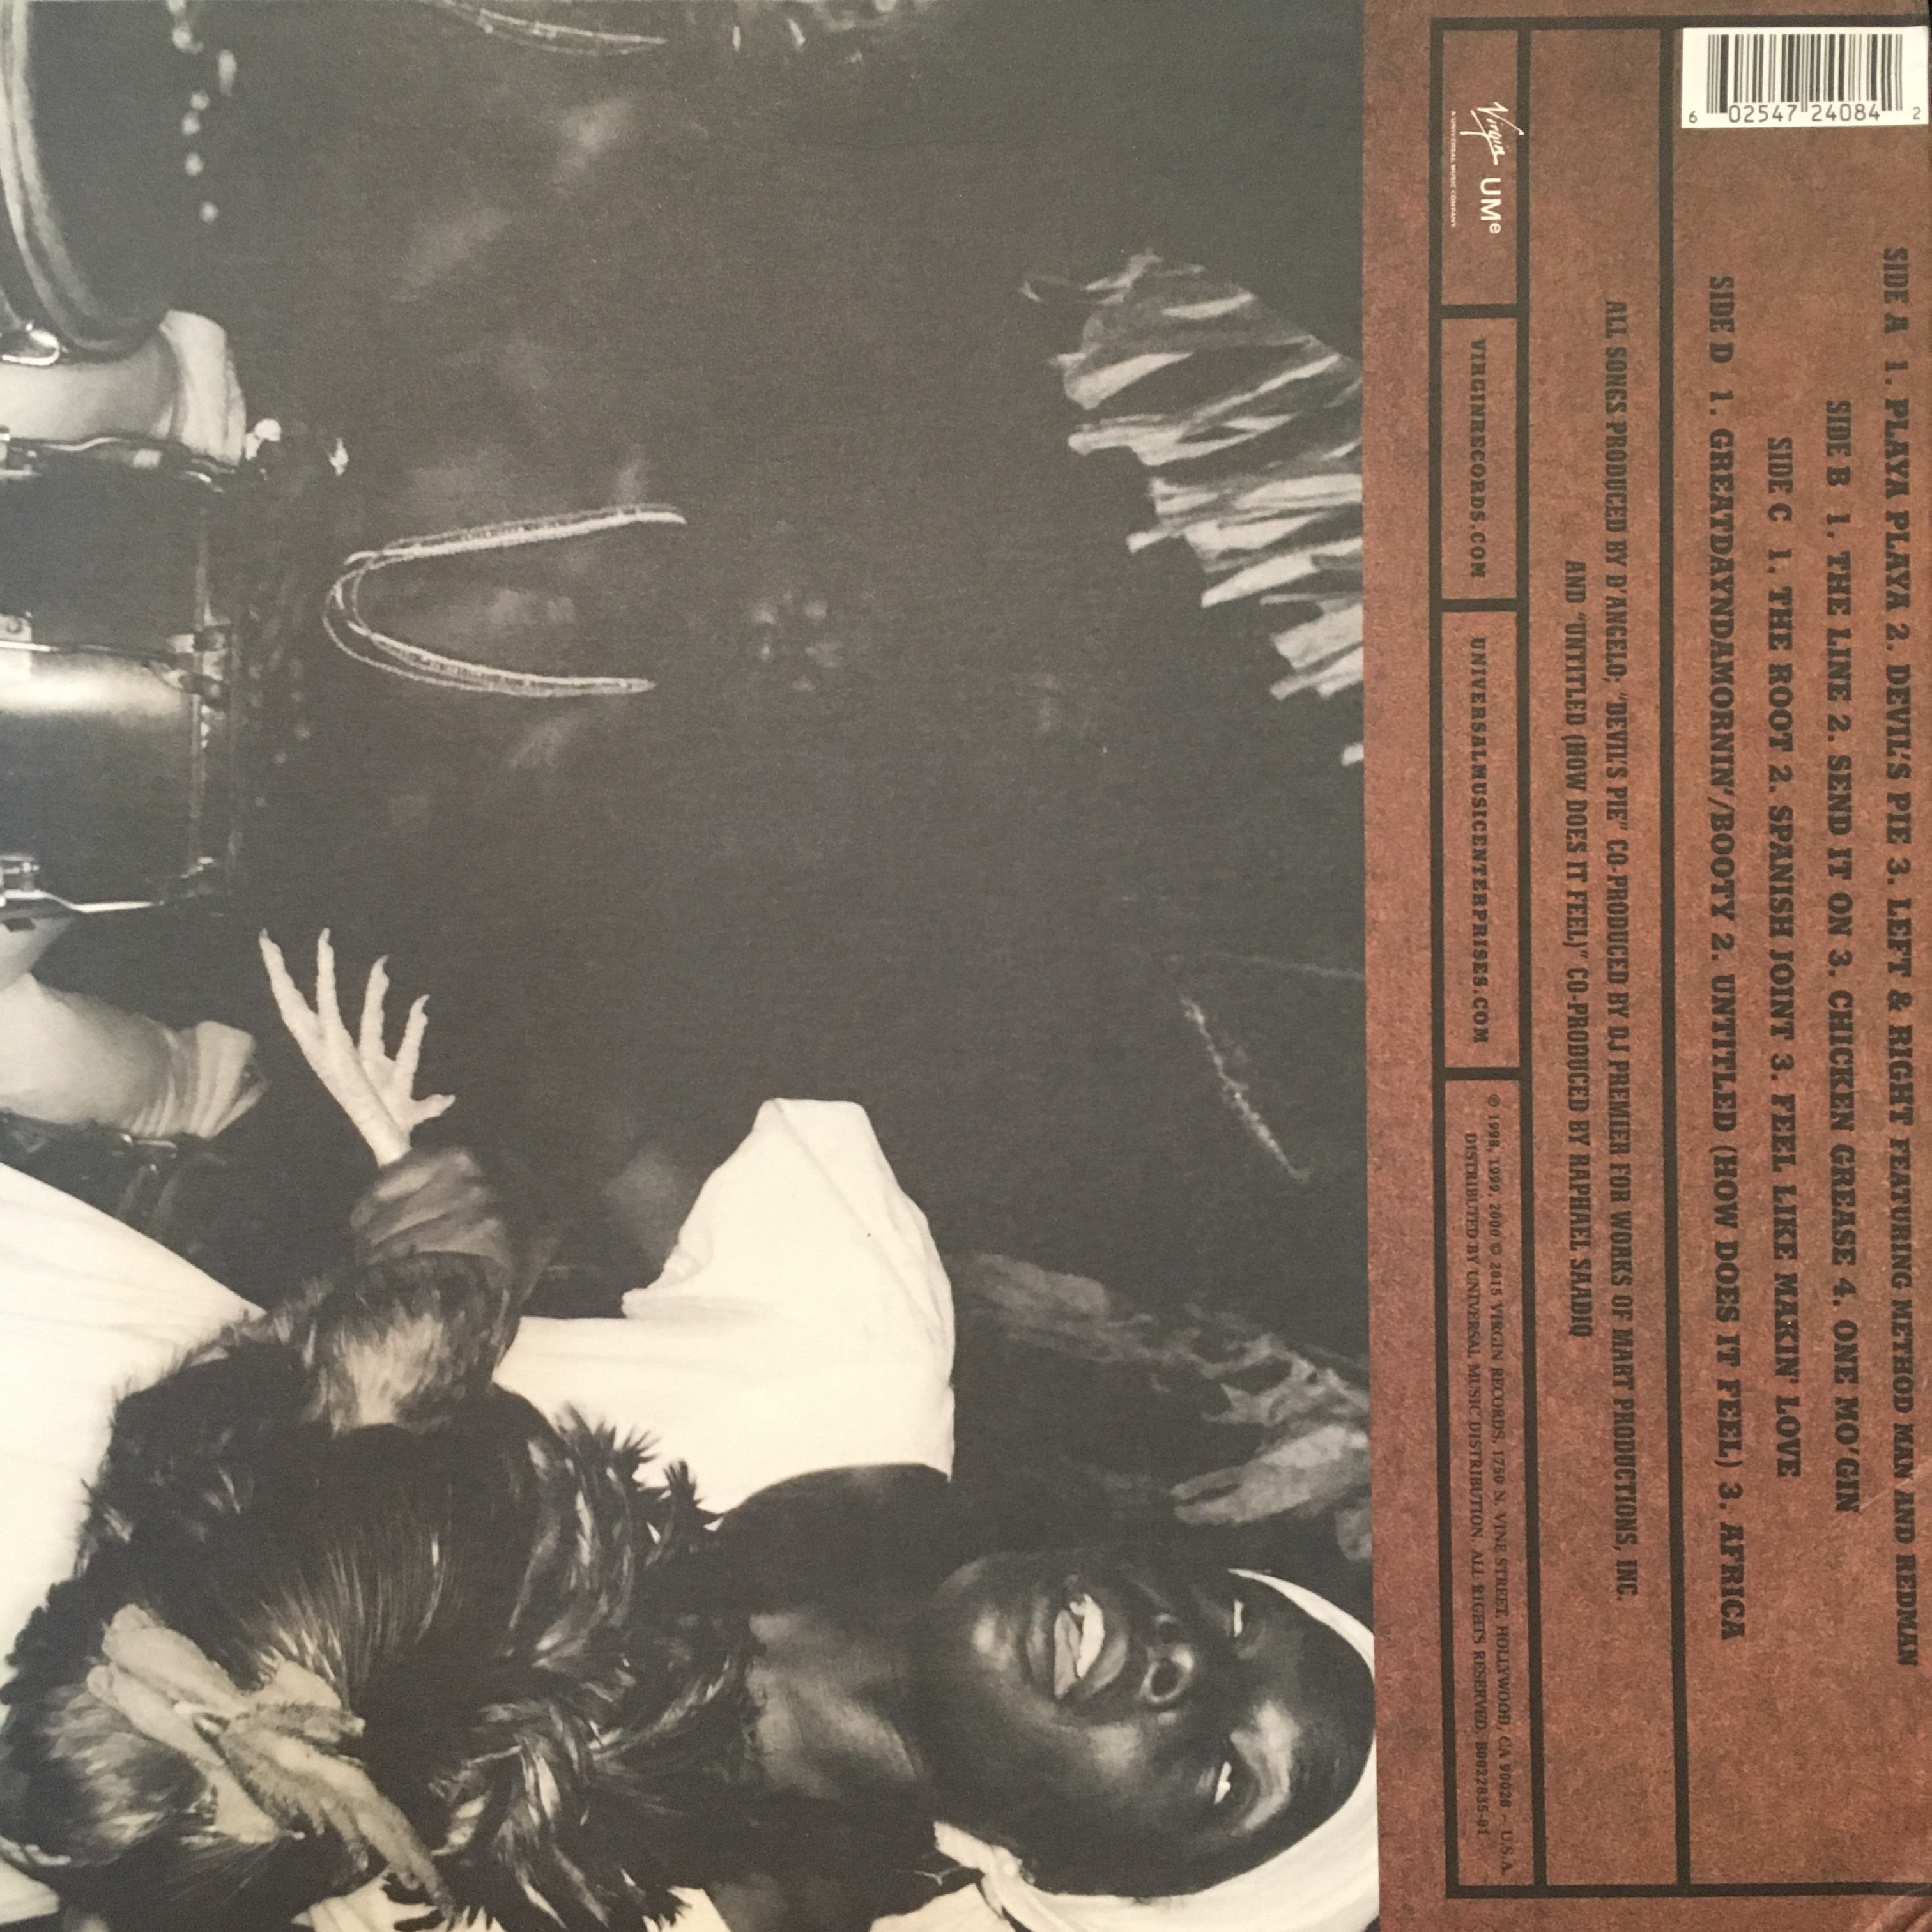 SIDE A 1. PLAYA PLAYA 2. DEVIL'S PIE 3. LEFT & RIGHT FEATURING METHOD MAN AND REDMAN
SIDE B 1. THE LINE 2. SEND IT ON 3. CHICKEN GREASE 4. ONE MO'GIN
SIDE C 1. THE ROOT 2. SPANISH JOINT 3. FEEL LIKE MAKIN' LOVE
SIDE D 1. GREATDAYNDAMORNIN'/BOOTY 2. UNTITLED (HOW DOES IT FEEL) 3. AFRICA
6 02547 24084 2
ALL SONGS PRODUCED BY D'ANGELO; "DEVIL'S PIE" CO-PRODUCED BY DJ PREMIER FOR WORKS OF MART PRODUCTIONS, INC.
AND "UNTITLED (HOW DOES IT FEEL)" CO-PRODUCED BY RAPHAEL SAADIQ
Virgin UMe
A UNIVERSAL MUSIC COMPANY
VIRGINRECORDS.COM
UNIVERSALMUSICENTERPRISES.COM
℗ 1998, 1999, 2000 © 2015 VIRGIN RECORDS, 1750 N. VINE STREET, HOLLYWOOD, CA 90028 - U.S.A.
DISTRIBUTED BY UNIVERSAL MUSIC DISTRIBUTION. ALL RIGHTS RESERVED. B0022835-01